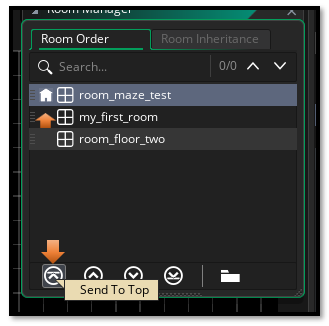 Room Manager
Room Order
Room Inheritance
Search...
0/0
room_maze_test
my_first_room
room_floor_two
Send To Top